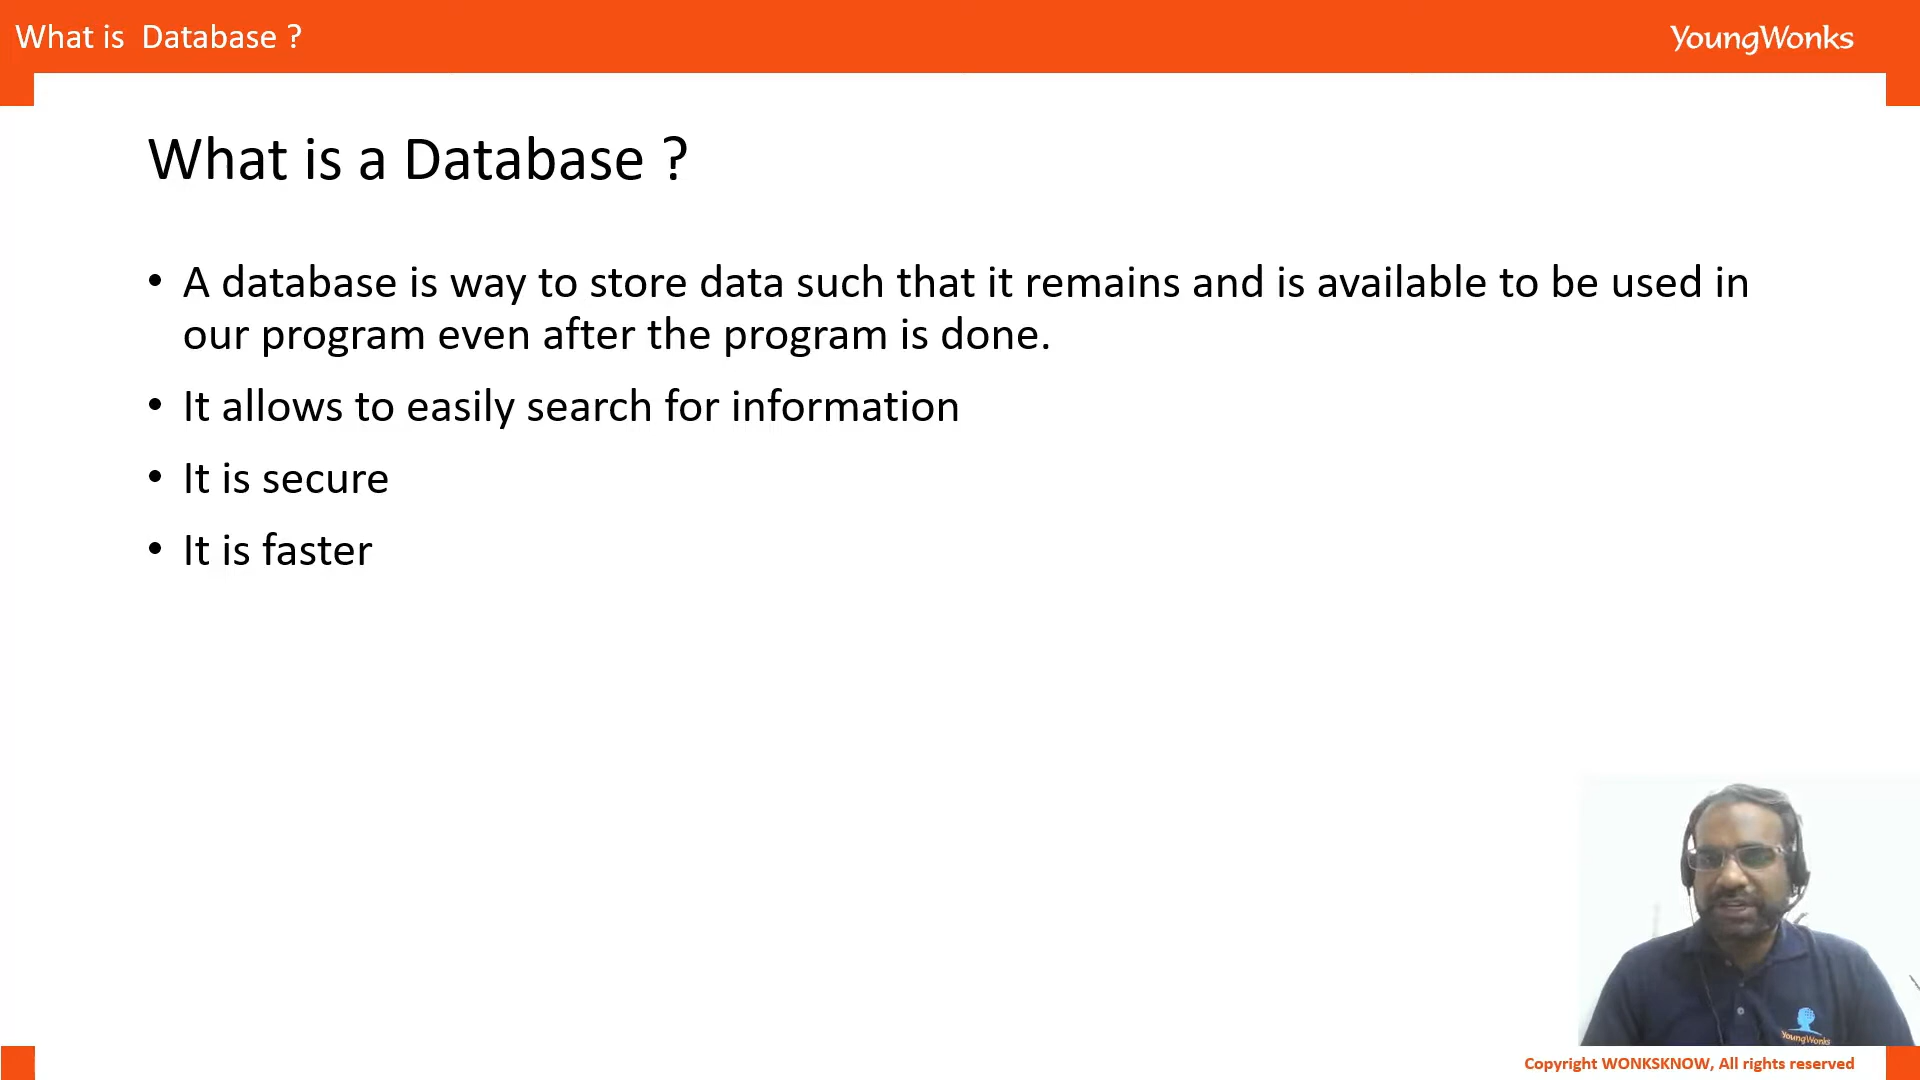 What is  Database ?
YoungWonks
What is a Database ?
• A database is way to store data such that it remains and is available to be used in
our program even after the program is done.
• It allows to easily search for information
• It is secure
• It is faster
YoungWonks
Copyright WONKSKNOW, All rights reserved